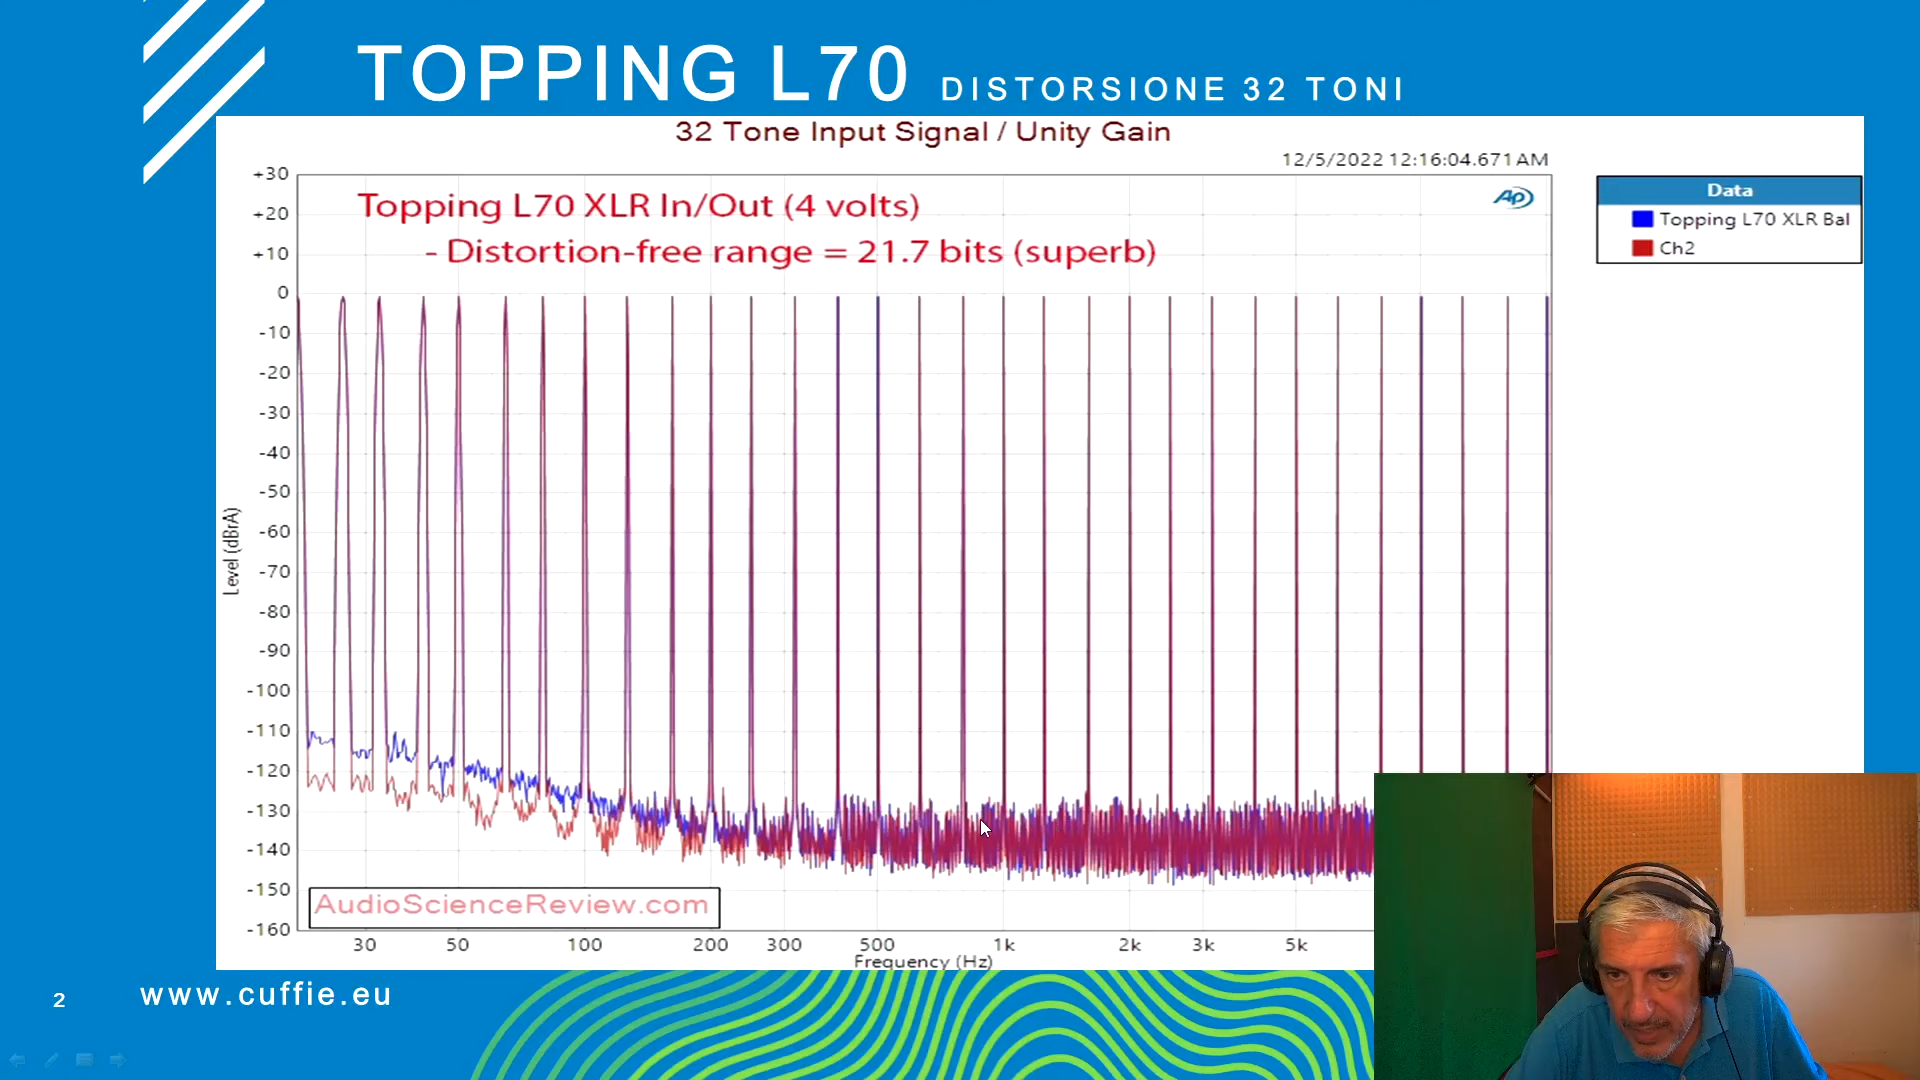 TOPPING L70 DISTORSIONE 32 TONI
32 Tone Input Signal / Unity Gain
12/5/2022 12:16:04.671 AM
Topping L70 XLR In/Out (4 volts)
- Distortion-free range = 21.7 bits (superb)
AP
Data
Topping L70 XLR Bal
Ch2
+30
+20
+10
0
-10
-20
-30
-40
-50
-60
-70
-80
-90
-100
-110
-120
-130
-140
-150
-160
Level (dBrA)
AudioScienceReview.com
30 50 100 200 300 500 1k 2k 3k 5k
Frequency (Hz)
2
www.cuffie.eu